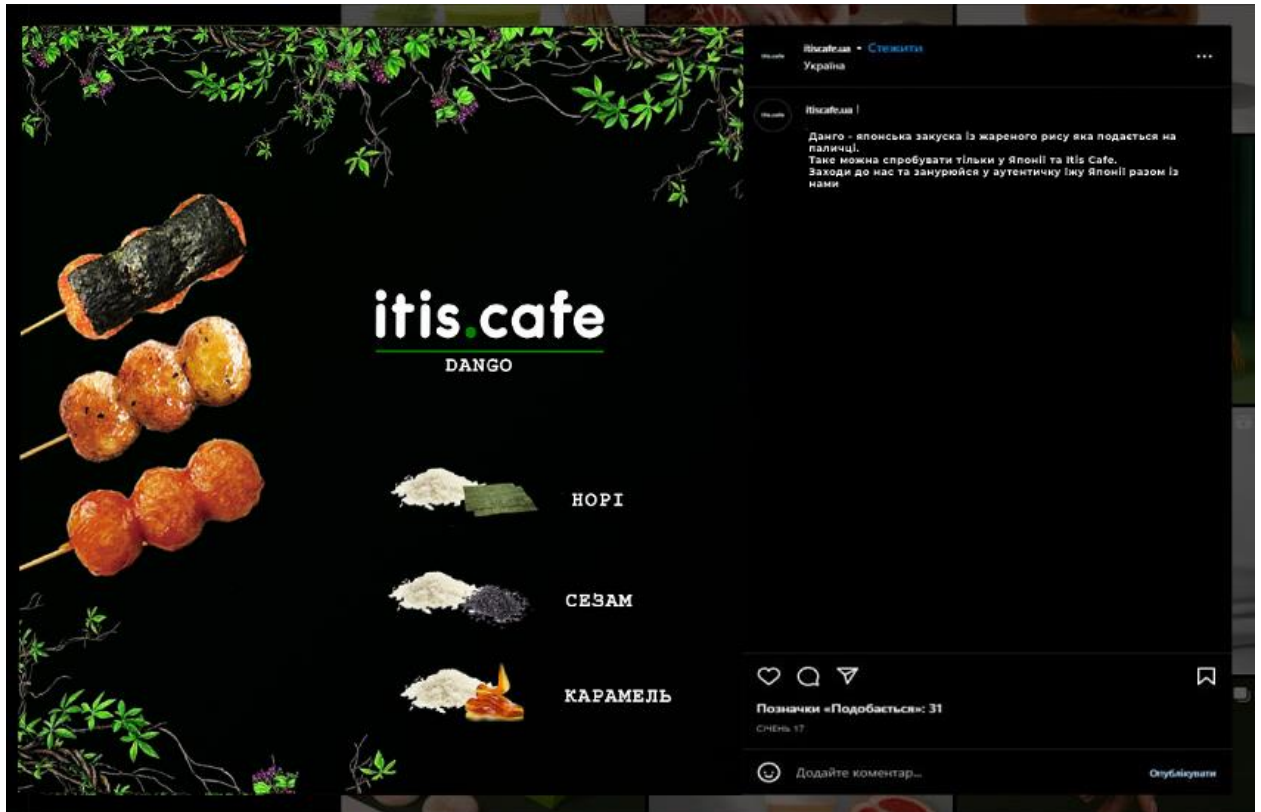 itis.cafe
DANGO
НОРІ
СЕЗАМ
КАРАМЕЛЬ
itiscafe.ua • Стежити
Україна
itiscafe.ua
Данго - японська закуска із жареного рису яка подається на
паличці.
Таке можна спробувати тільки у Японії та Itis Cafe.
Заходи до нас та занурюйся у аутентичку їжу Японії разом із
нами
Позначки «Подобається»: 31
СІЧЕНЬ 17
Додайте коментар...
Опублікувати